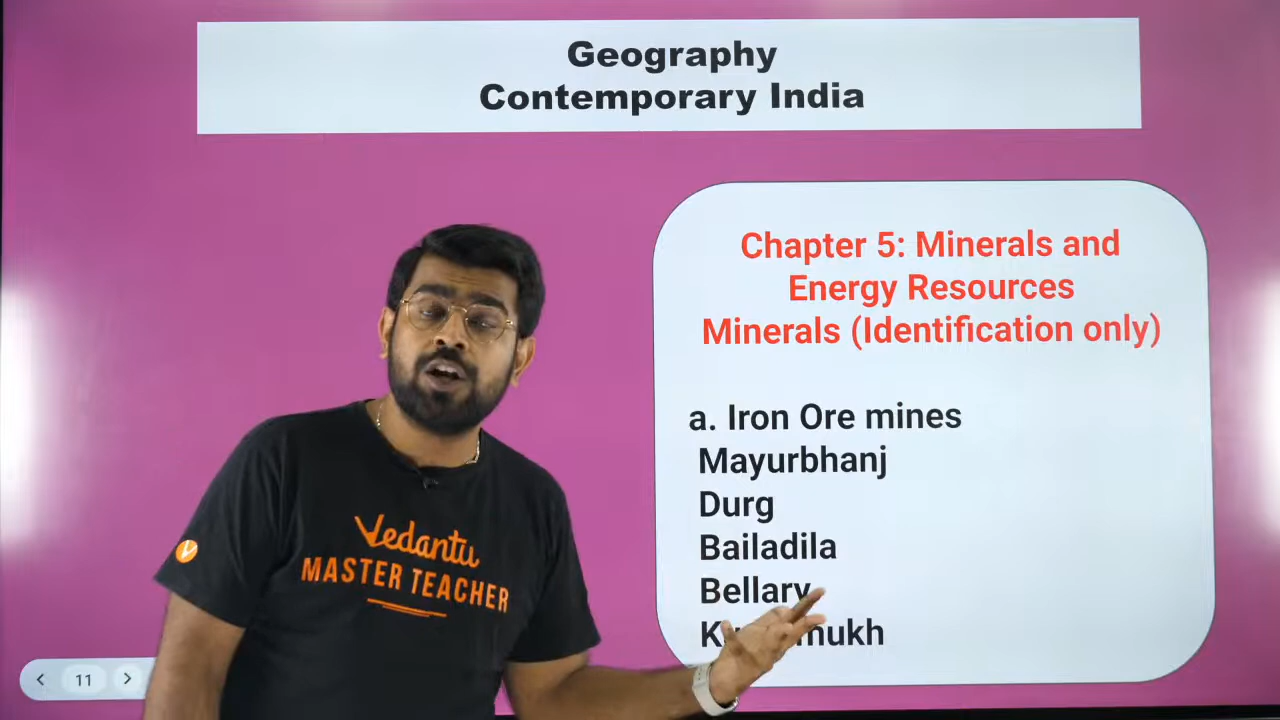 Geography
Contemporary India
Chapter 5: Minerals and
Energy Resources
Minerals (Identification only)
a. Iron Ore mines
Mayurbhanj
Durg
Bailadila
Bellary
Vedantu
MASTER TEACHER
11